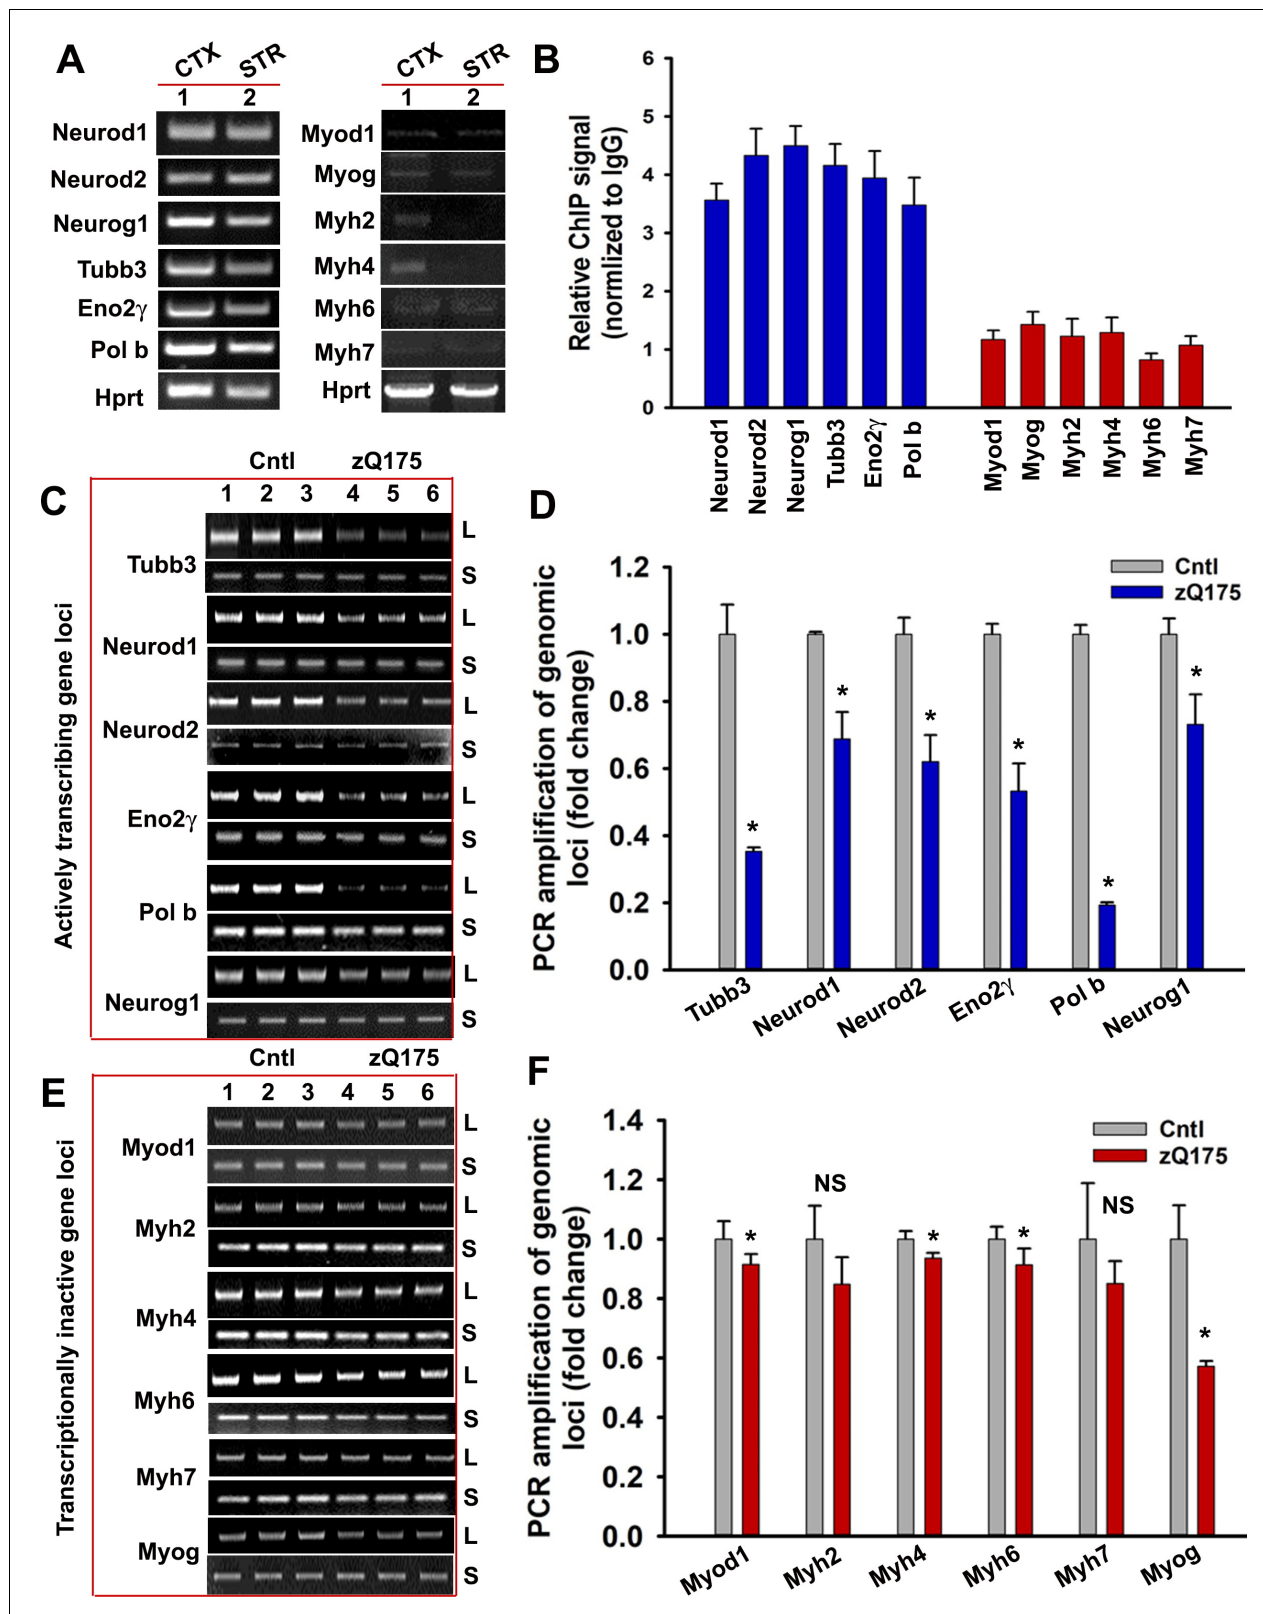 A
CTX STR
1 2
Neurod1
Neurod2
Neurog1
Tubb3
Eno2γ
Pol b
Hprt
CTX STR
1 2
Myod1
Myog
Myh2
Myh4
Myh6
Myh7
Hprt
B
Relative ChIP signal
(normlized to IgG)
6
5
4
3
2
1
0
Neurod1
Neurod2
Neurog1
Tubb3
Eno2γ
Pol b
Myod1
Myog
Myh2
Myh4
Myh6
Myh7
C
Cntl zQ175
1 2 3 4 5 6
Actively transcribing gene loci
Tubb3
L
S
Neurod1
L
S
Neurod2
L
S
Eno2γ
L
S
Pol b
L
S
Neurog1
L
S
D
PCR amplification of genomic
loci (fold change)
1.2
1.0
0.8
0.6
0.4
0.2
0.0
Cntl
zQ175
* * * * * *
Tubb3
Neurod1
Neurod2
Eno2γ
Pol b
Neurog1
E
Cntl zQ175
1 2 3 4 5 6
Transcriptionally inactive gene loci
Myod1
L
S
Myh2
L
S
Myh4
L
S
Myh6
L
S
Myh7
L
S
Myog
L
S
F
PCR amplification of genomic
loci (fold change)
1.4
1.2
1.0
0.8
0.6
0.4
0.2
0.0
Cntl
zQ175
* NS * * NS *
Myod1
Myh2
Myh4
Myh6
Myh7
Myog